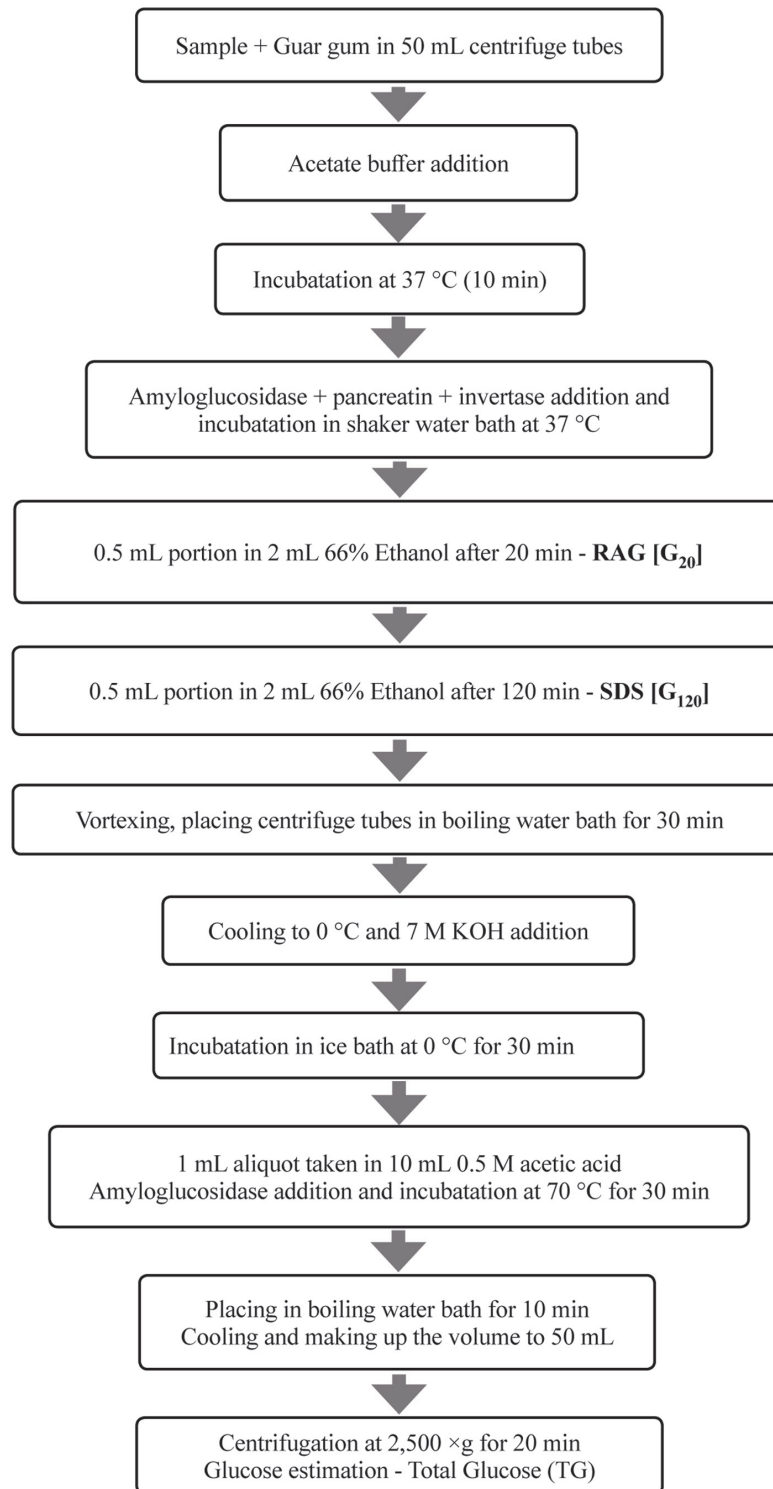 Sample + Guar gum in 50 mL centrifuge tubes
Acetate buffer addition
Incubatation at 37 °C (10 min)
Amyloglucosidase + pancreatin + invertase addition and
incubatation in shaker water bath at 37 °C
0.5 mL portion in 2 mL 66% Ethanol after 20 min - RAG [G20]
0.5 mL portion in 2 mL 66% Ethanol after 120 min - SDS [G120]
Vortexing, placing centrifuge tubes in boiling water bath for 30 min
Cooling to 0 °C and 7 M KOH addition
Incubatation in ice bath at 0 °C for 30 min
1 mL aliquot taken in 10 mL 0.5 M acetic acid
Amyloglucosidase addition and incubatation at 70 °C for 30 min
Placing in boiling water bath for 10 min
Cooling and making up the volume to 50 mL
Centrifugation at 2,500 ×g for 20 min
Glucose estimation - Total Glucose (TG)